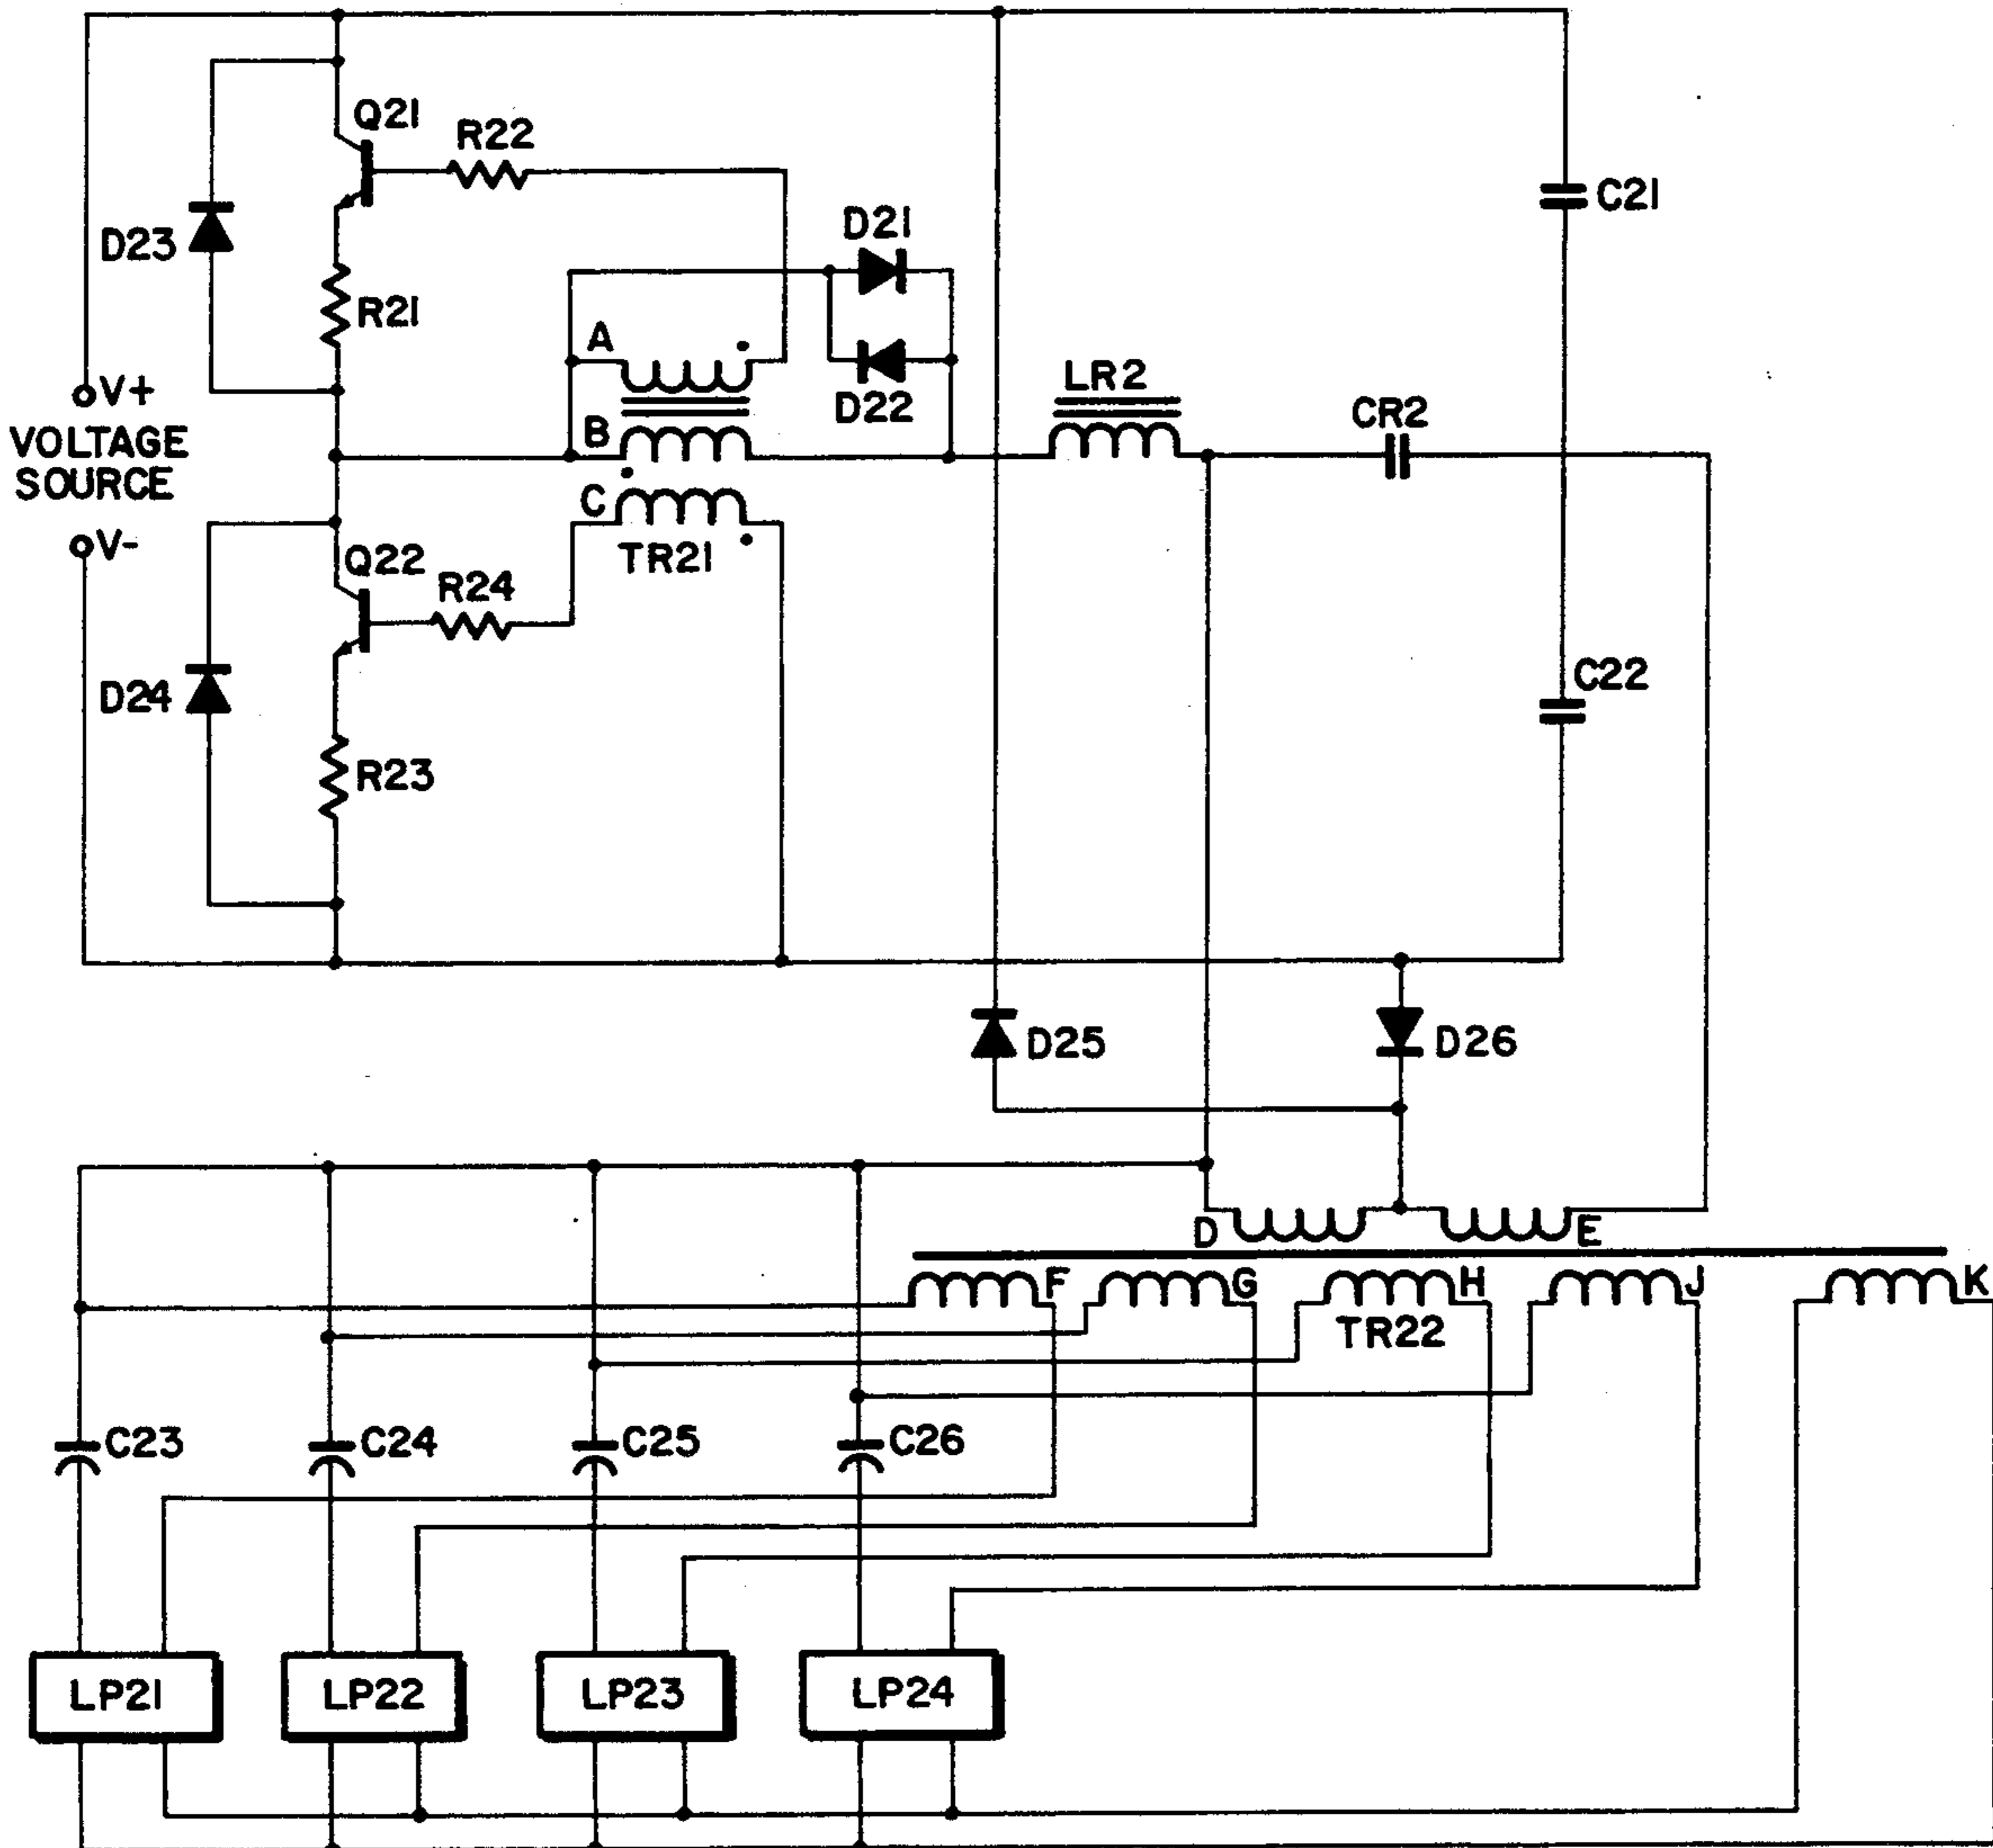 Q21
R22
C21
D21
D23
R21
A
LR2
V+
D22
CR2
B
VOLTAGE
SOURCE
C
V-
TR21
Q22
R24
C22
D24
R23
D25
D26
D
E
F
G
H
J
K
TR22
C23
C24
C25
C26
LP21
LP22
LP23
LP24